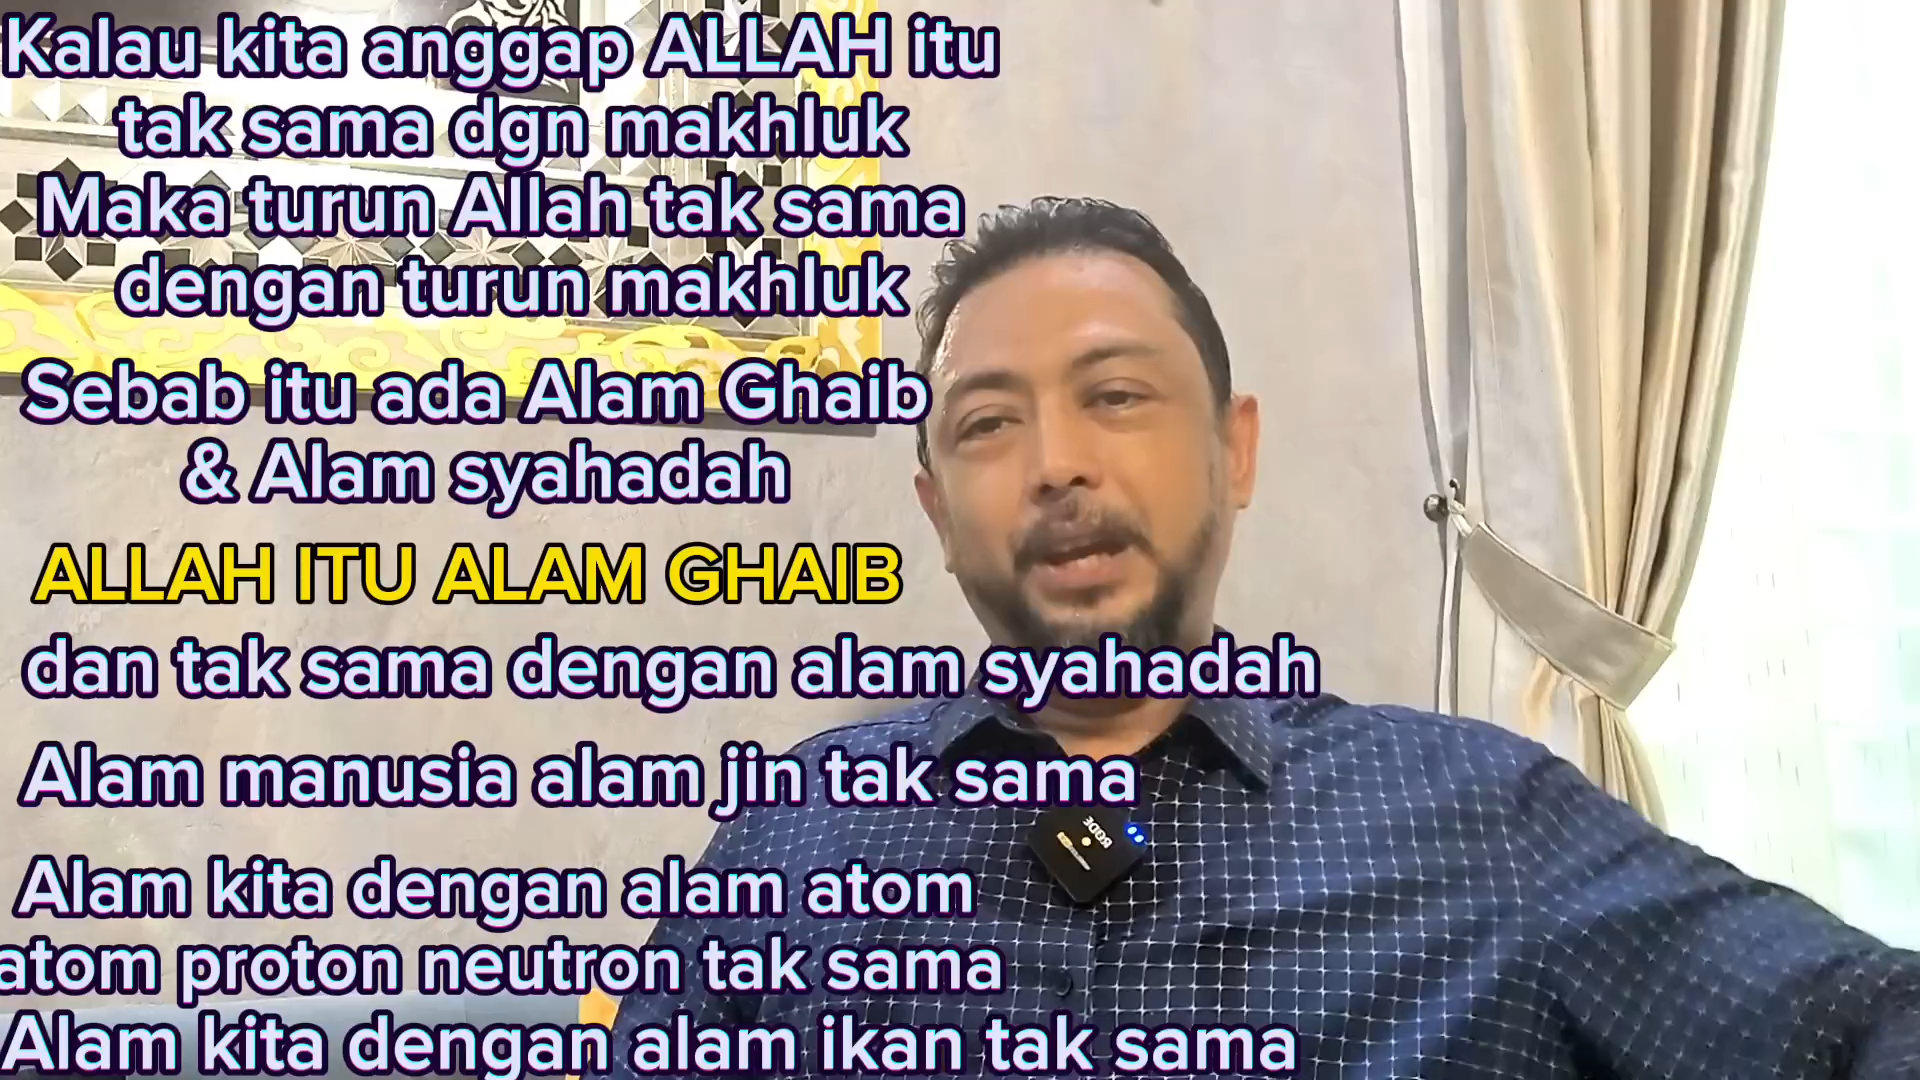 Kalau kita anggap ALLAH itu
tak sama dgn makhluk
Maka turun Allah tak sama
dengan turun makhluk
Sebab itu ada Alam Ghaib
& Alam syahadah
ALLAH ITU ALAM GHAIB
dan tak sama dengan alam syahadah
Alam manusia alam jin tak sama
RODE
Alam kita dengan alam atom
atom proton neutron tak sama
Alam kita dengan alam ikan tak sama